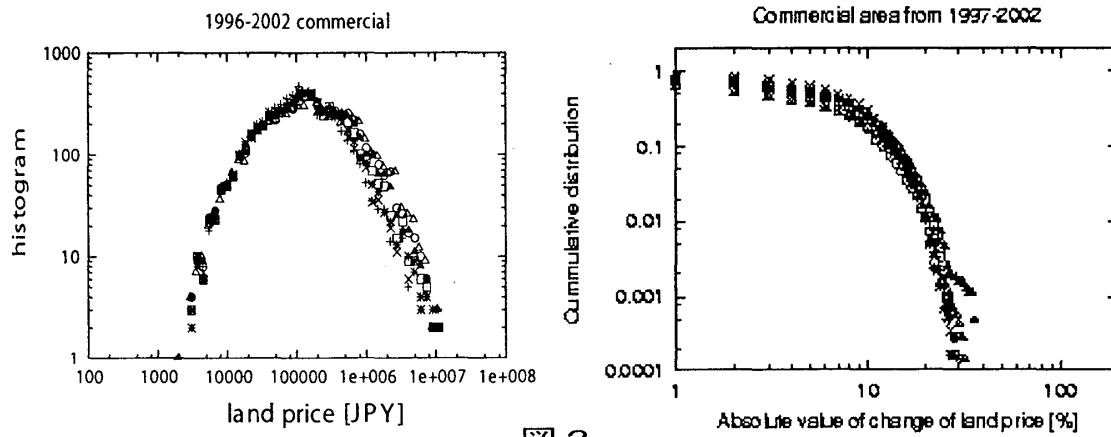 1996-2002 commercial
1000
100
10
1
histogram
100
1000
10000
100000
1e+006
1e+007
1e+008
land price [JPY]
Commercial area from 1997-2002
1
0.1
0.01
0.001
0.0001
Cummulative distribution
1
10
100
Absolute value of change of land price [%]
図